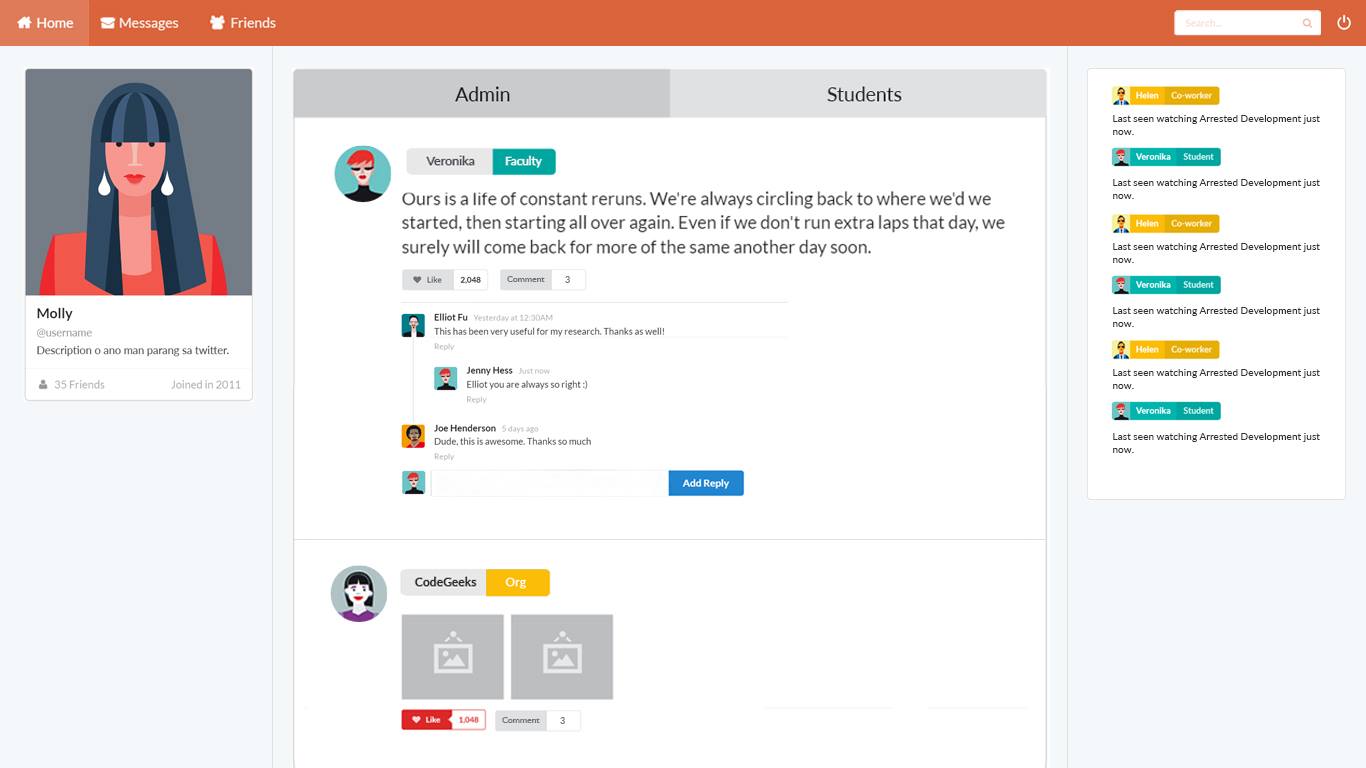 Home Messages Friends Search...
Molly
@username
Description o ano man parang sa twitter.
35 Friends Joined in 2011
Admin Students
Veronika Faculty
Ours is a life of constant reruns. We're always circling back to where we'd we
started, then starting all over again. Even if we don't run extra laps that day, we
surely will come back for more of the same another day soon.
Like 2,048 Comment 3
Elliot Fu Yesterday at 12:30AM
This has been very useful for my research. Thanks as well!
Reply
Jenny Hess Just now
Elliot you are always so right :)
Reply
Joe Henderson 5 days ago
Dude, this is awesome. Thanks so much
Reply
Add Reply
CodeGeeks Org
Like 1,048 Comment 3
Helen Co-worker
Last seen watching Arrested Development just
now.
Veronika Student
Last seen watching Arrested Development just
now.
Helen Co-worker
Last seen watching Arrested Development just
now.
Veronika Student
Last seen watching Arrested Development just
now.
Helen Co-worker
Last seen watching Arrested Development just
now.
Veronika Student
Last seen watching Arrested Development just
now.